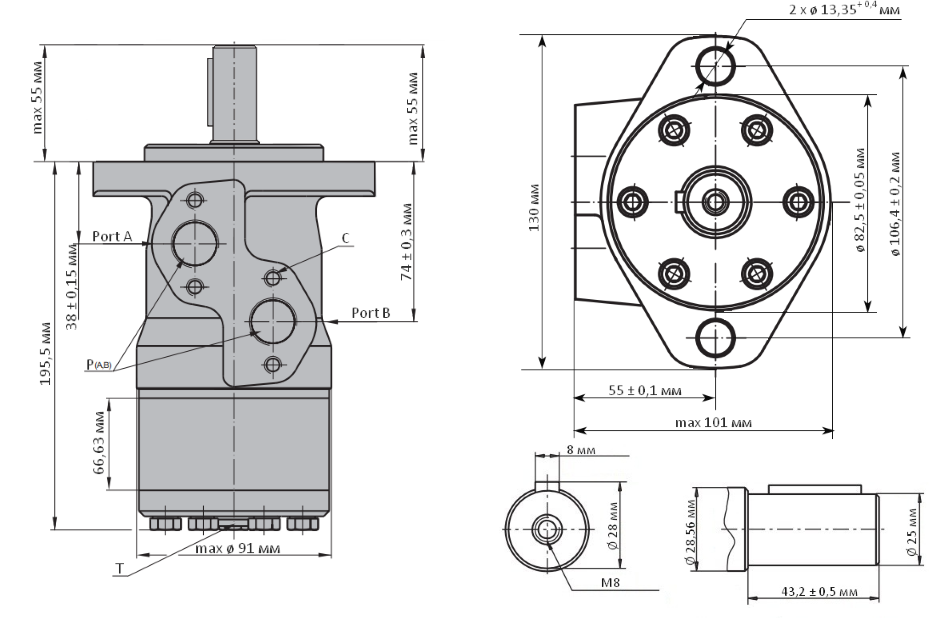 2 x ø 13,35⁺ ⁰·⁴ мм
max 55 мм
max 55 мм
Port A
C
38 ± 0,15 мм
74 ± 0,3 мм
Port B
P(A,B)
195,5 мм
66,63 мм
max ø 91 мм
T
130 мм
ø 82,5 ± 0,05 мм
ø 106,4 ± 0,2 мм
55 ± 0,1 мм
max 101 мм
8 мм
Ø 28 мм
M8
Ø 28,56 мм
Ø 25 мм
43,2 ± 0,5 мм